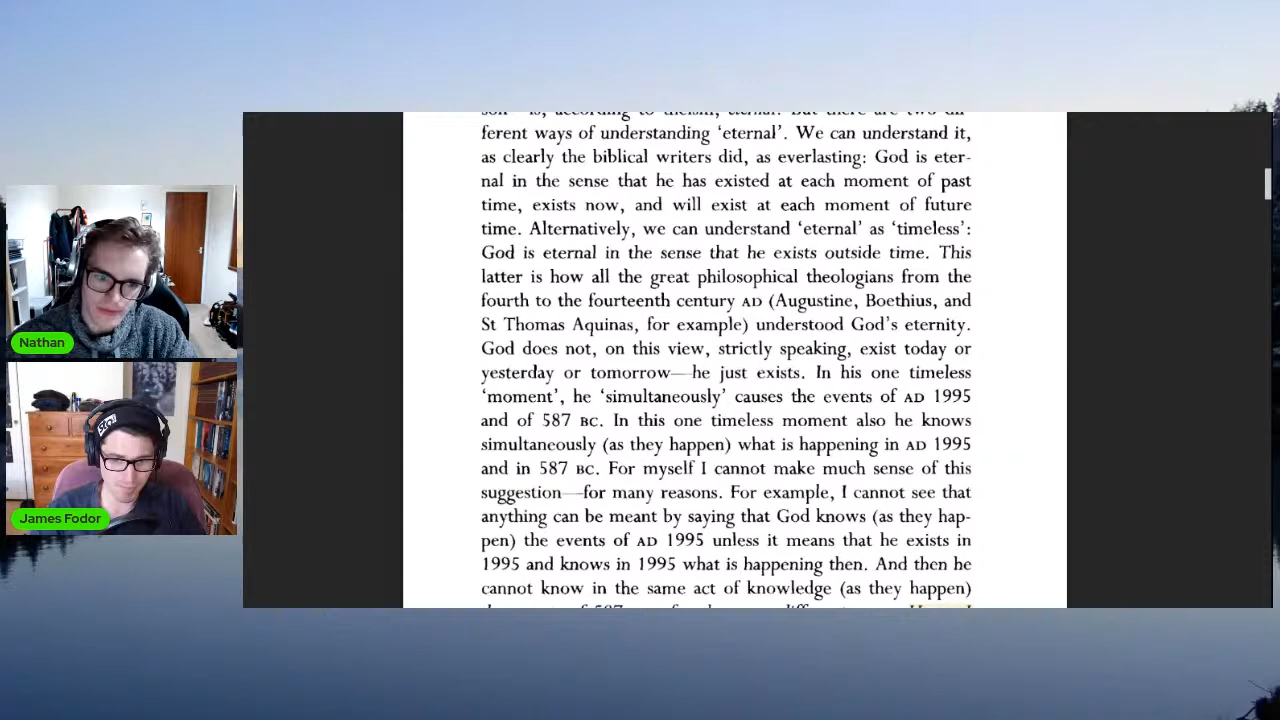 son—is, according to theism, eternal. But there are two dif-
ferent ways of understanding 'eternal'. We can understand it,
as clearly the biblical writers did, as everlasting: God is eter-
nal in the sense that he has existed at each moment of past
time, exists now, and will exist at each moment of future
time. Alternatively, we can understand 'eternal' as 'timeless':
God is eternal in the sense that he exists outside time. This
latter is how all the great philosophical theologians from the
fourth to the fourteenth century AD (Augustine, Boethius, and
St Thomas Aquinas, for example) understood God's eternity.
God does not, on this view, strictly speaking, exist today or
yesterday or tomorrow—he just exists. In his one timeless
'moment', he 'simultaneously' causes the events of AD 1995
and of 587 BC. In this one timeless moment also he knows
simultaneously (as they happen) what is happening in AD 1995
and in 587 BC. For myself I cannot make much sense of this
suggestion—for many reasons. For example, I cannot see that
anything can be meant by saying that God knows (as they hap-
pen) the events of AD 1995 unless it means that he exists in
1995 and knows in 1995 what is happening then. And then he
cannot know in the same act of knowledge (as they happen)
Nathan
James Fodor